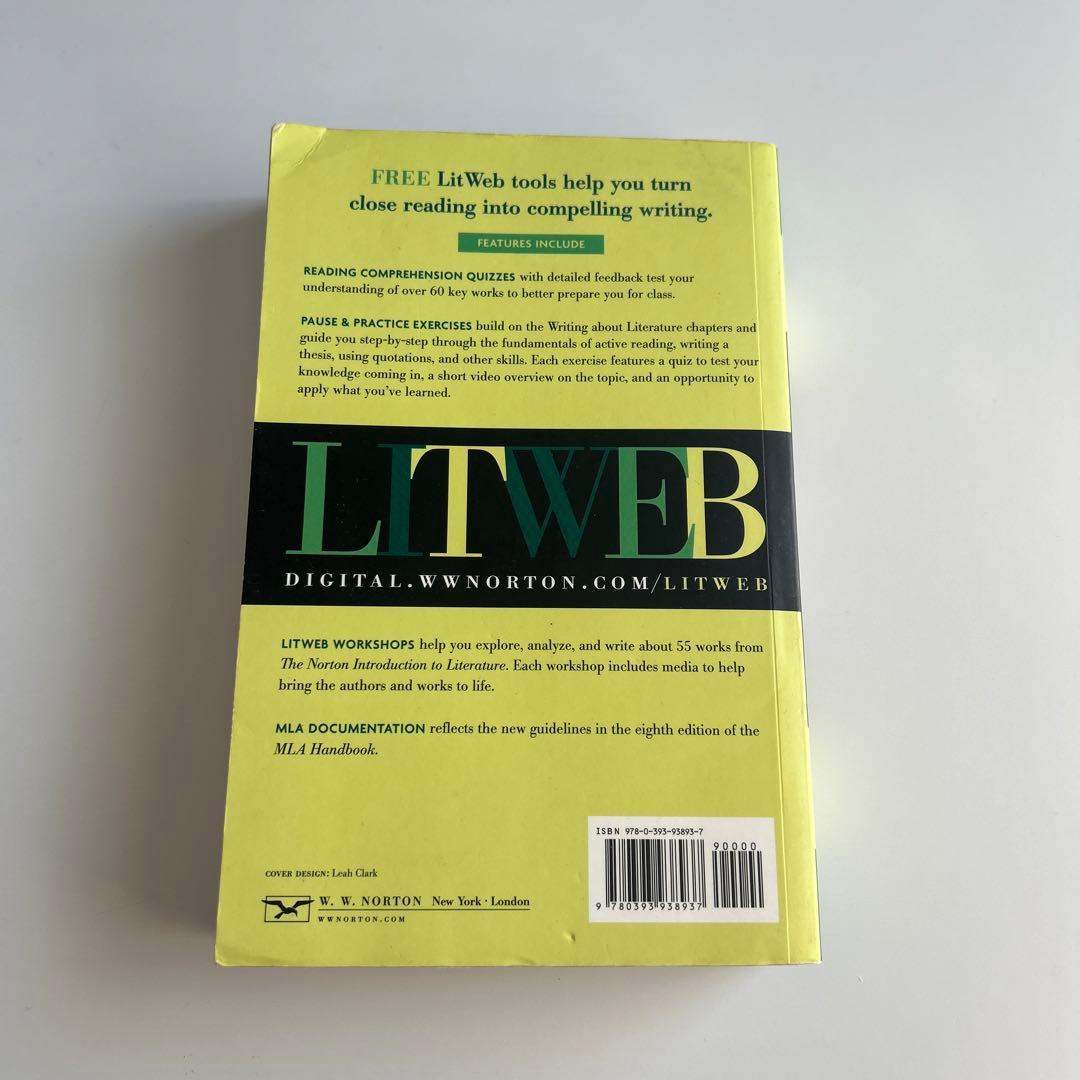 FREE LitWeb tools help you turn
close reading into compelling writing.
FEATURES INCLUDE
READING COMPREHENSION QUIZZES with detailed feedback test your
understanding of over 60 key works to better prepare you for class.
PAUSE & PRACTICE EXERCISES build on the Writing about Literature chapters and
guide you step-by-step through the fundamentals of active reading, writing a
thesis, using quotations, and other skills. Each exercise features a quiz to test your
knowledge coming in, a short video overview on the topic, and an opportunity to
apply what you've learned.
LITWEB
DIGITAL.WWNORTON.COM/LITWEB
LITWEB WORKSHOPS help you explore, analyze, and write about 55 works from
The Norton Introduction to Literature. Each workshop includes media to help
bring the authors and works to life.
MLA DOCUMENTATION reflects the new guidelines in the eighth edition of the
MLA Handbook.
ISBN 978-0-393-93893-7
90000
9 780393 938937
COVER DESIGN: Leah Clark
W. W. NORTON New York · London
WWNORTON.COM